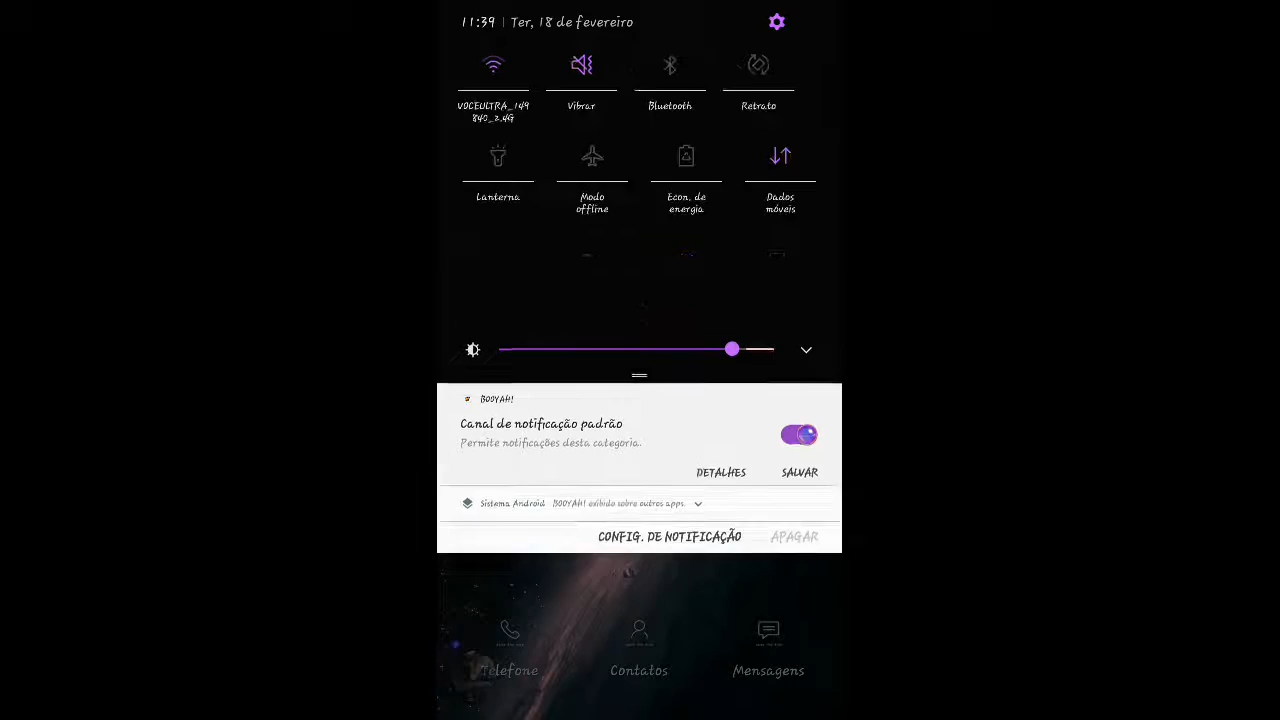 11:39 | Ter, 18 de fevereiro
VOCEULTRA_149
840_2.4G
Vibrar
Bluetooth
Retrato
Lanterna
Modo
offline
Econ. de
energia
Dados
móveis
BOOYAH!
Canal de notificação padrão
Permite notificações desta categoria.
DETALHES
SALVAR
Sistema Android BOOYAH! exibido sobre outros apps.
CONFIG. DE NOTIFICAÇÃO
APAGAR
Telefone
Contatos
Mensagens